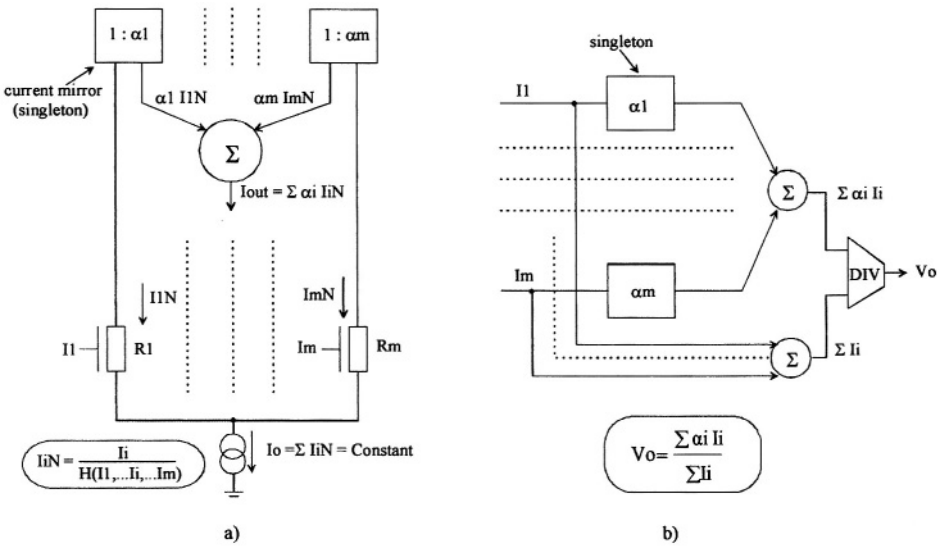 1 : α1
1 : αm
current mirror
(singleton)
α1 I1N
αm ImN
Σ
Iout = Σ αi IiN
I1N
ImN
I1
R1
Im
Rm
Io =Σ IiN = Constant
IiN = Ii / H(I1,...Ii,...Im)
a)
singleton
I1
α1
Σ
Σ αi Ii
DIV
Vo
Im
αm
Σ
Σ Ii
Vo= Σ αi Ii / ΣIi
b)